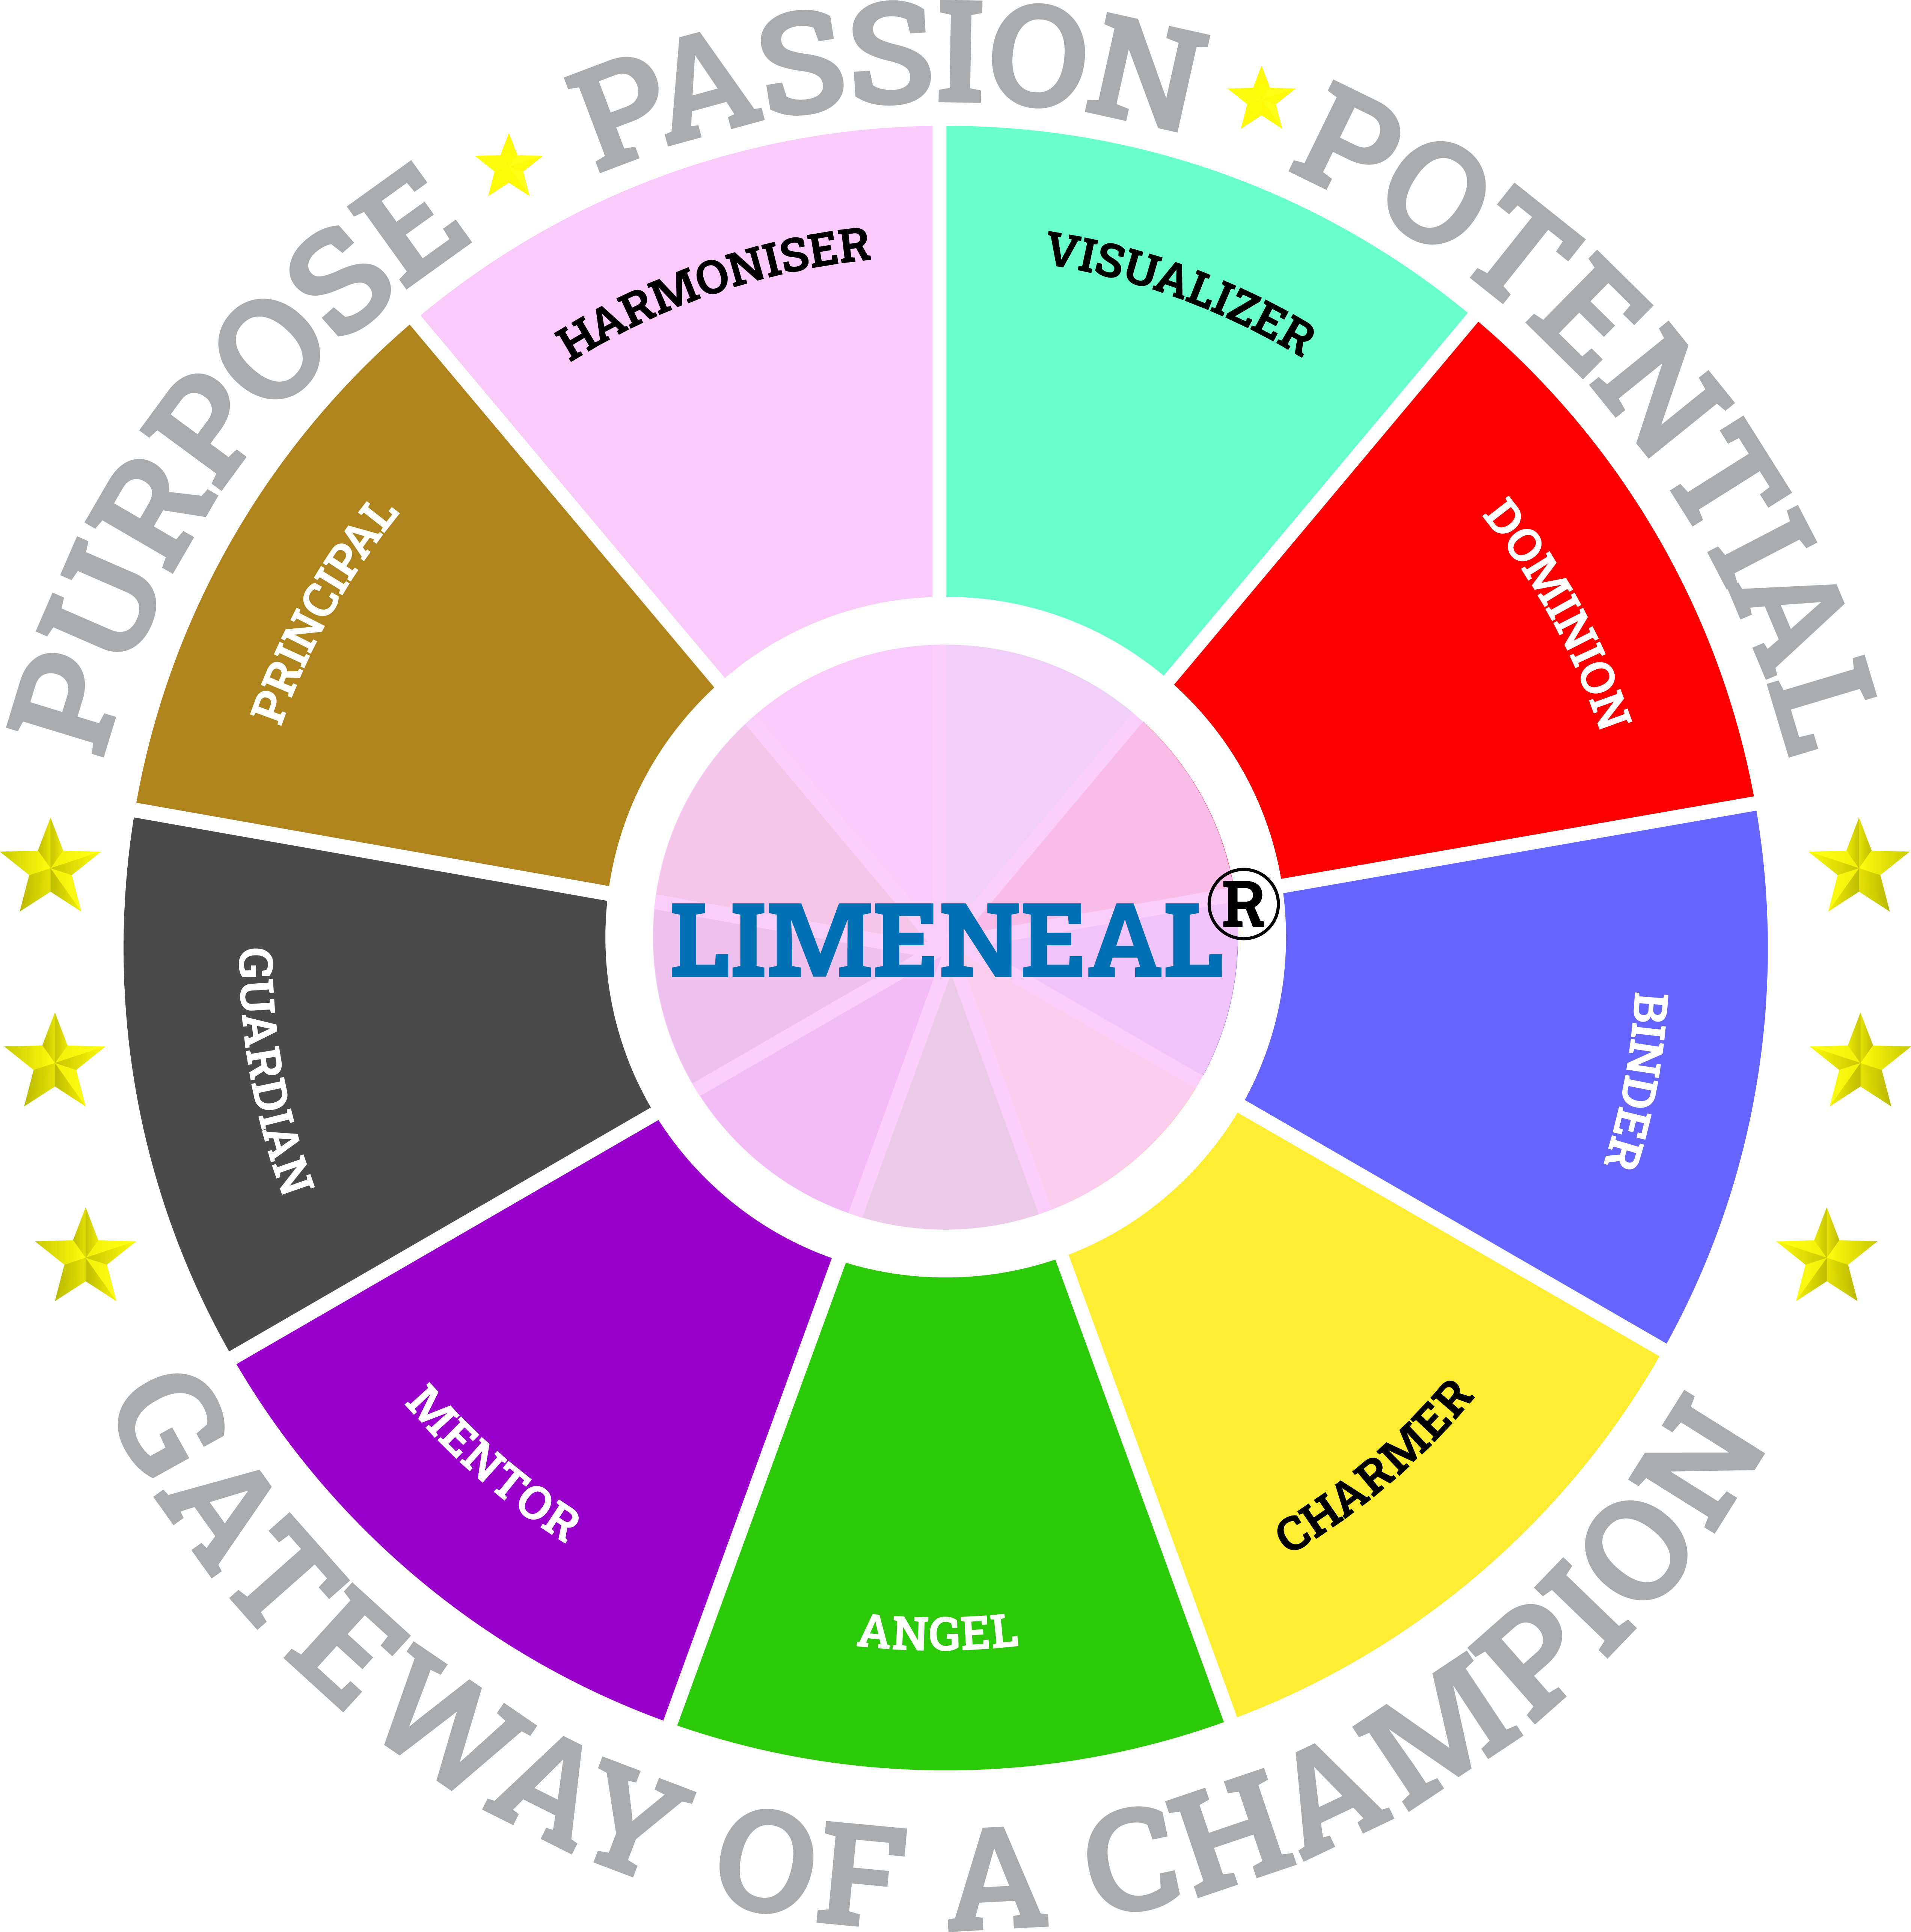 PURPOSE
PASSION
POTENTIAL
HARMONISER
VISUALIZER
DOMINION
BINDER
CHARMER
ANGEL
MENTOR
GUARDIAN
PRINCIPAL
LIMENEAL®
GATEWAY OF A CHAMPION